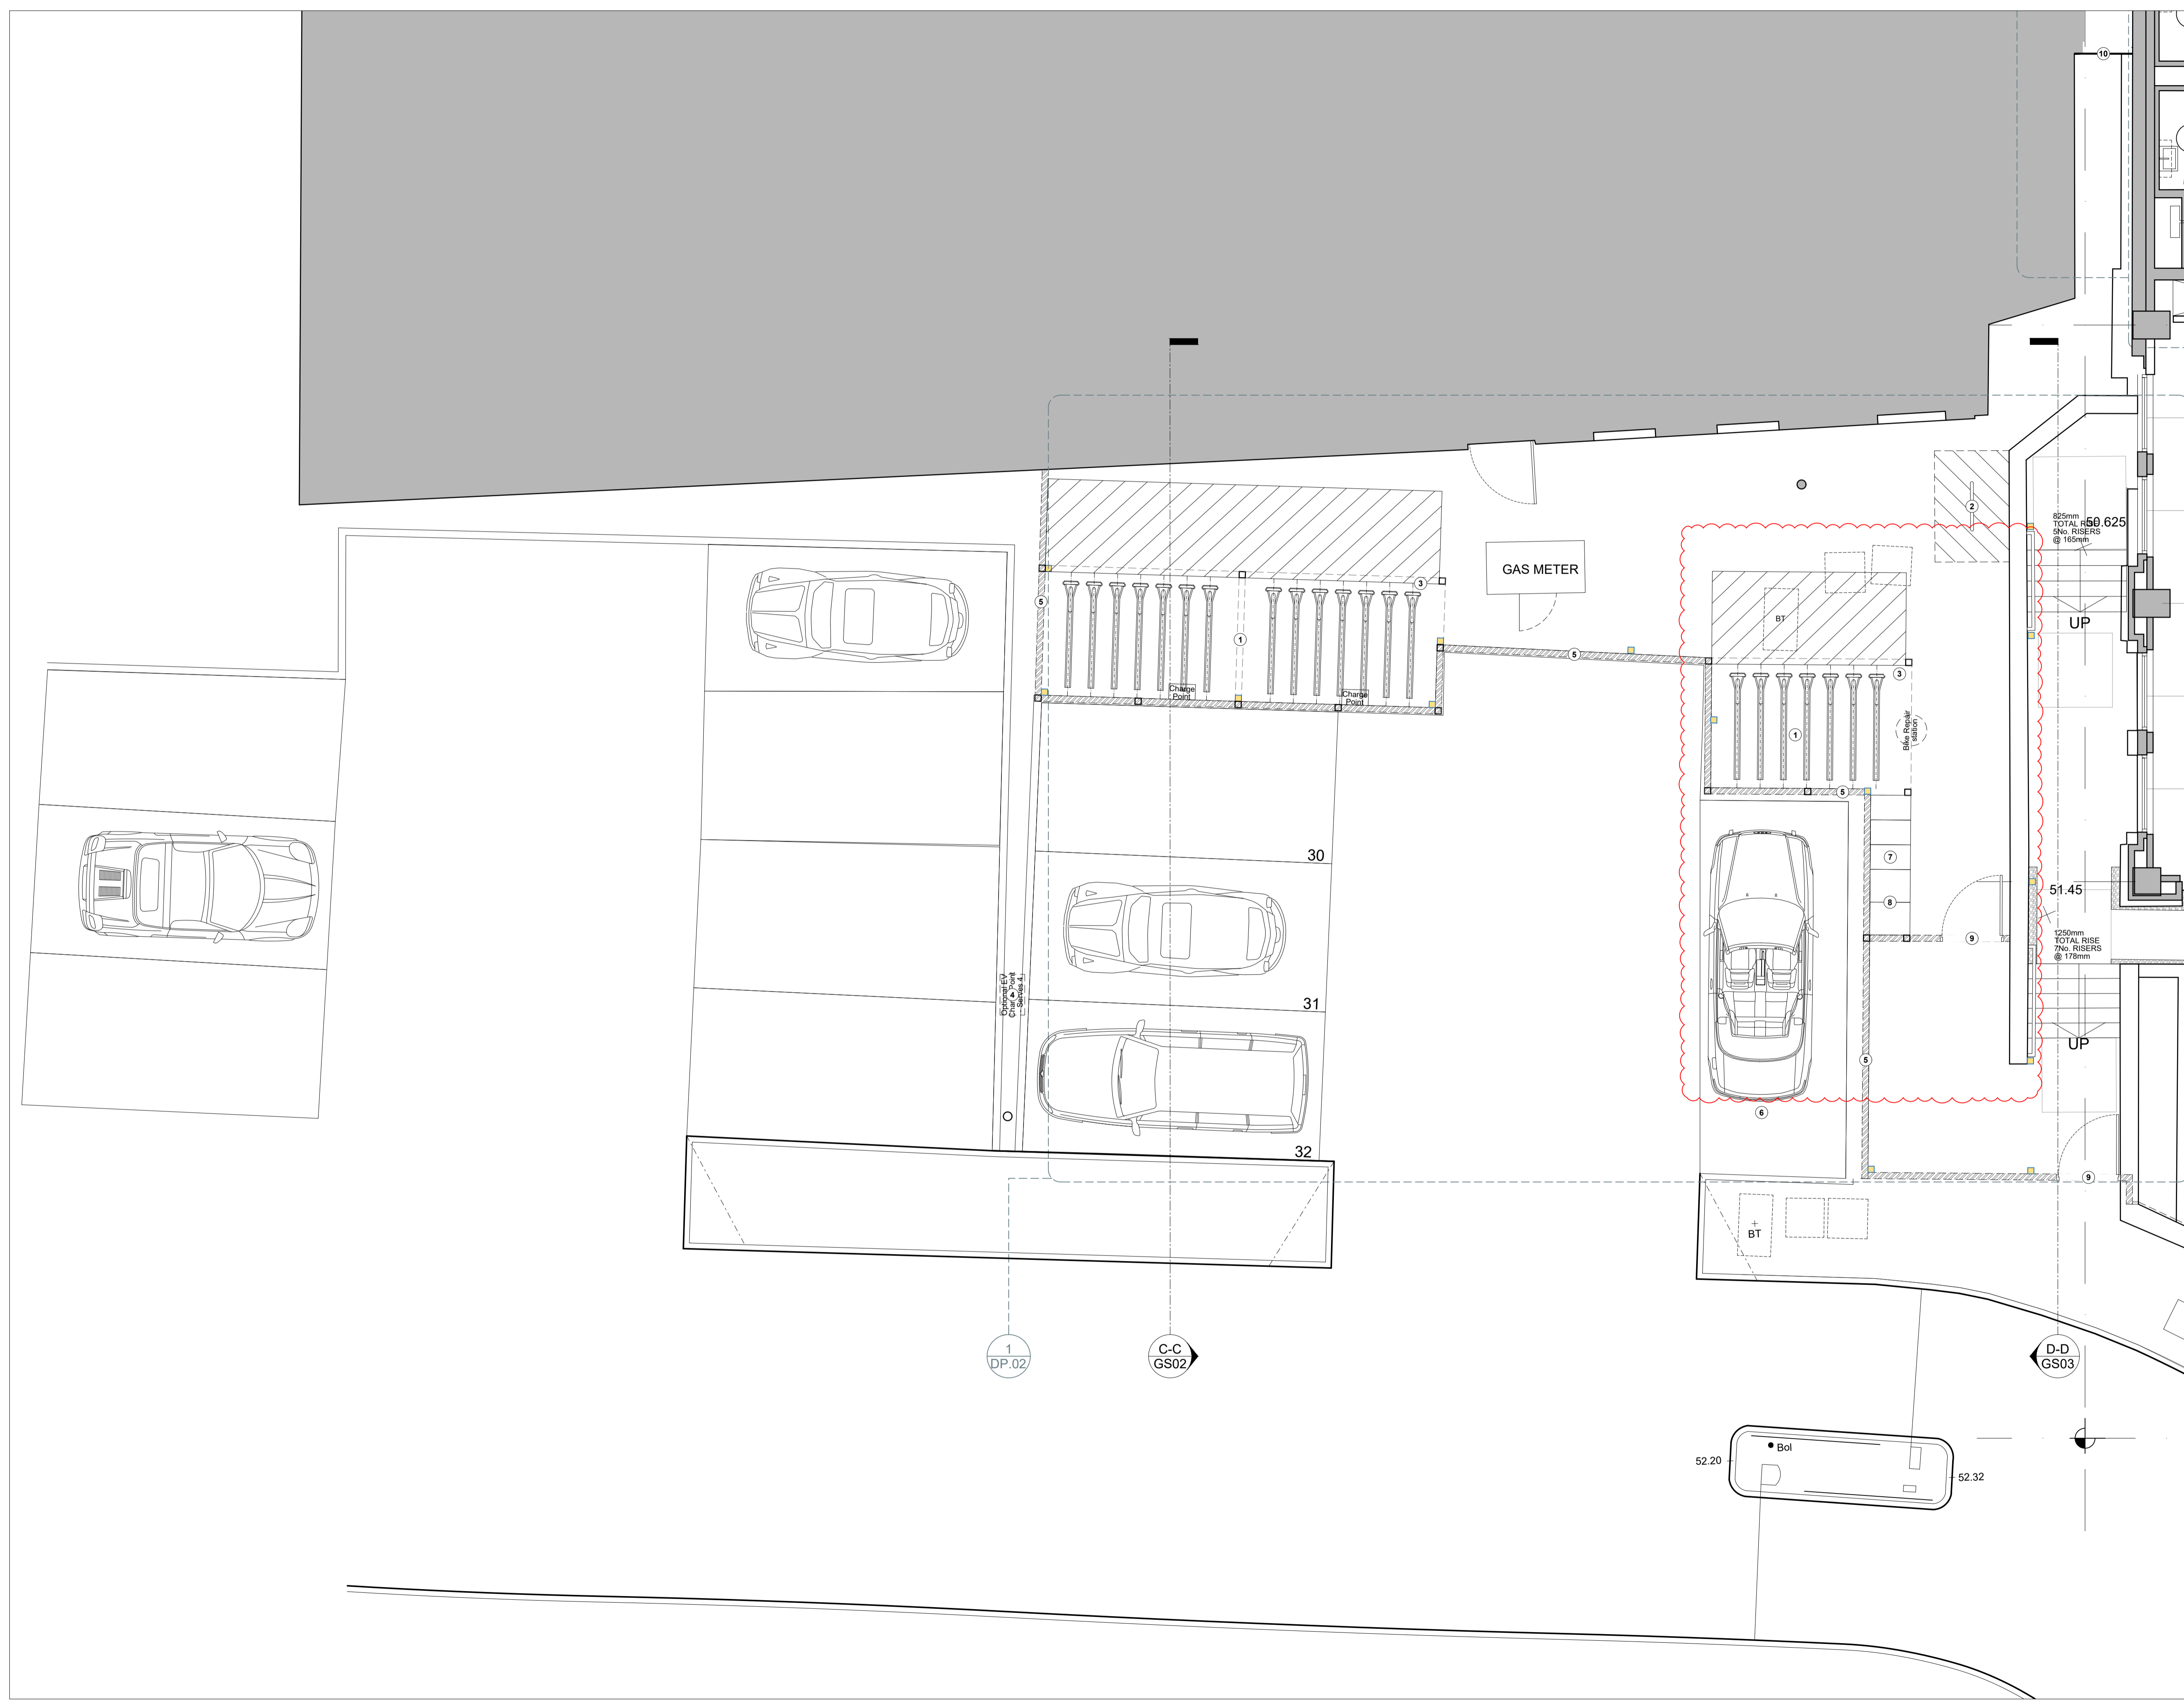 10
2
825mm
TOTAL RISE
5No. RISERS
@ 165mm
50.625
GAS METER
3
5
1
BT
UP
5
3
Charge
Point
Charge
Point
1
Bike Repair
station
5
30
7
51.45
8
1250mm
TOTAL RISE
7No. RISERS
@ 178mm
9
Optional EV
Charge Point
Serves 4
4
31
UP
5
6
32
9
BT
1
DP.02
C-C
GS02
D-D
GS03
Bol
52.20
52.32